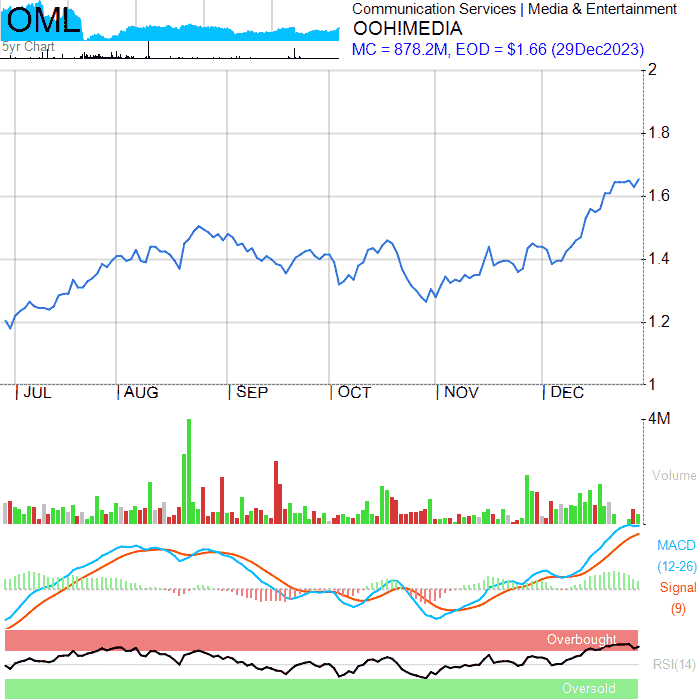 OML
5yr Chart
Communication Services | Media & Entertainment
OOH!MEDIA
MC = 878.2M, EOD = $1.66 (29Dec2023)
2
1.8
1.6
1.4
1.2
1
JUL AUG SEP OCT NOV DEC
4M
Volume
MACD
(12-26)
Signal
(9)
Overbought
RSI(14)
Oversold